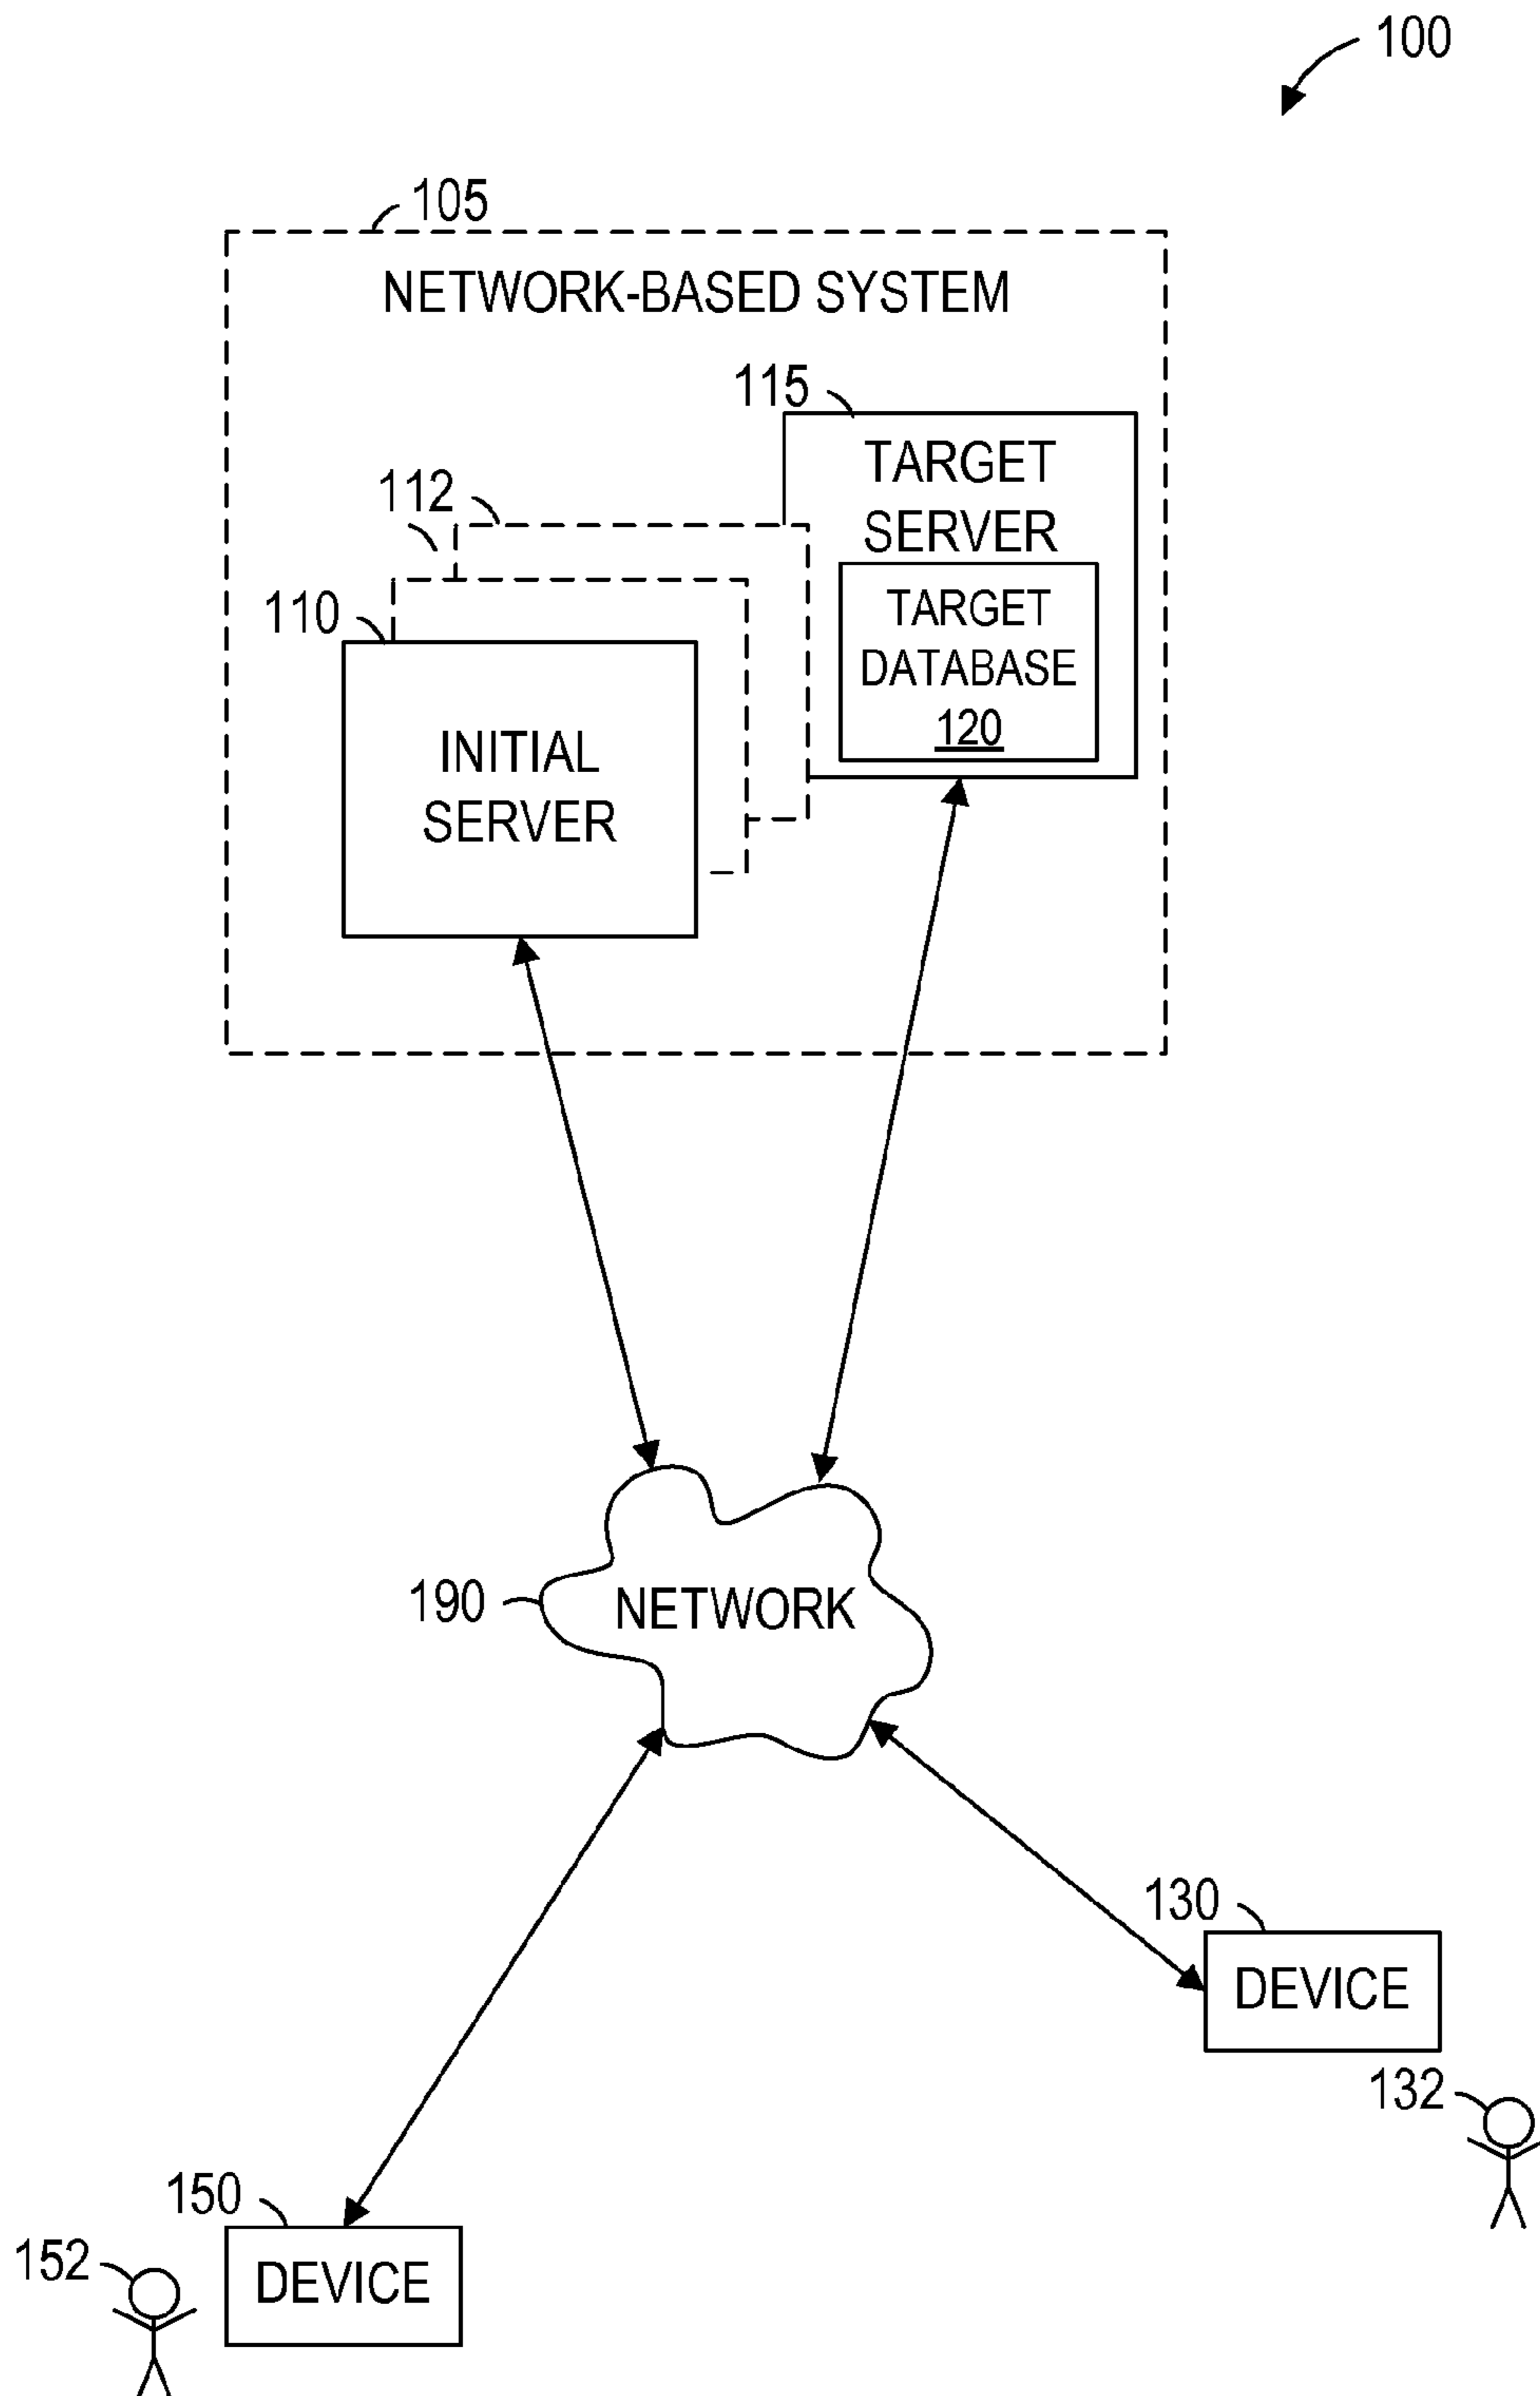 100
105
NETWORK-BASED SYSTEM
115
TARGET
SERVER
112
TARGET
DATABASE
120
110
INITIAL
SERVER
190
NETWORK
130
DEVICE
132
150
DEVICE
152